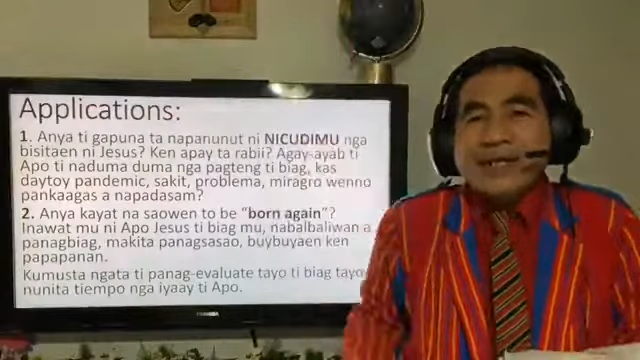 Applications:
1. Anya ti gapuna ta napanunut ni NICUDIMU nga
bisitaen ni Jesus? Ken apay ta rabii? Agay-ayab ti
Apo ti naduma duma nga pagteng ti biag, kas
daytoy pandemic, sakit, problema, miragro wenno
pankaagas a napadasam?
2. Anya kayat na saowen to be “born again”?
Inawat mu ni Apo Jesus ti biag mu, nabalbaliwan a
panagbiag, makita panagsasao, buybuyaen ken
papapanan.
Kumusta ngata ti panag-evaluate tayo ti biag tayo
nunita tiempo nga iyaay ti Apo.